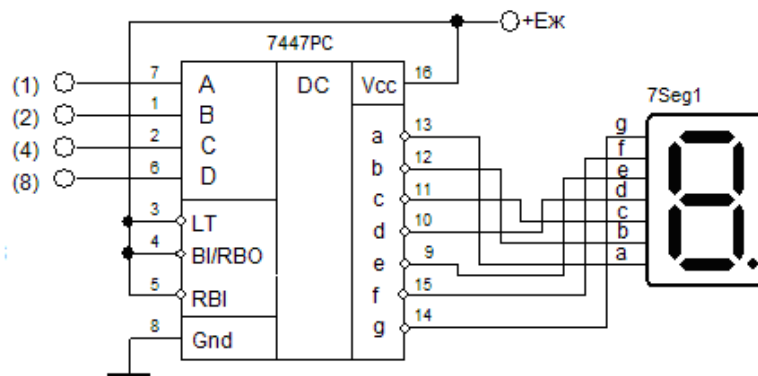 +Eж
7447PC
(1) 7 A DC Vcc 16
7Seg1
(2) 1 B
(4) 2 C
(8) 6 D
a 13
b 12
c 11
d 10
e 9
f 15
g 14
3 LT
4 BI/RBO
5 RBI
8 Gnd
g
f
e
d
c
b
a